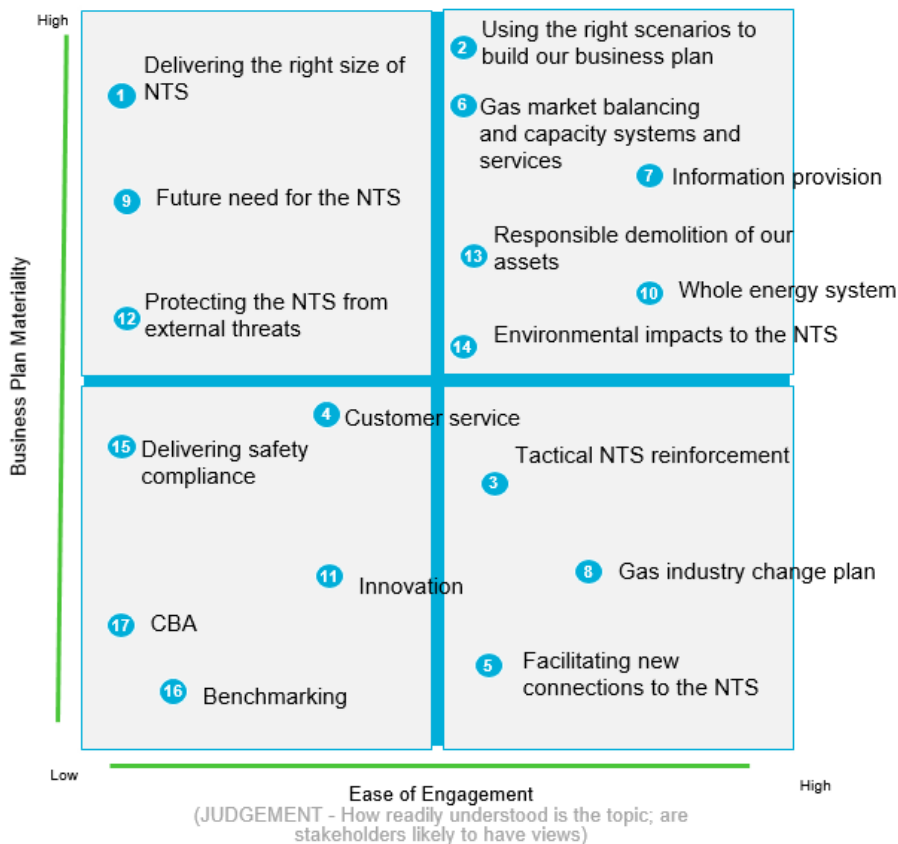 High
Business Plan Materiality
1
Delivering the right size of
NTS
9
Future need for the NTS
12
Protecting the NTS from
external threats
2
Using the right scenarios to
build our business plan
6
Gas market balancing
and capacity systems and
services
7
Information provision
13
Responsible demolition of our
assets
10
Whole energy system
14
Environmental impacts to the NTS
4
Customer service
15
Delivering safety
compliance
11
Innovation
17
CBA
16
Benchmarking
Tactical NTS reinforcement
3
8
Gas industry change plan
5
Facilitating new
connections to the NTS
Low
High
Ease of Engagement
(JUDGEMENT - How readily understood is the topic; are
stakeholders likely to have views)